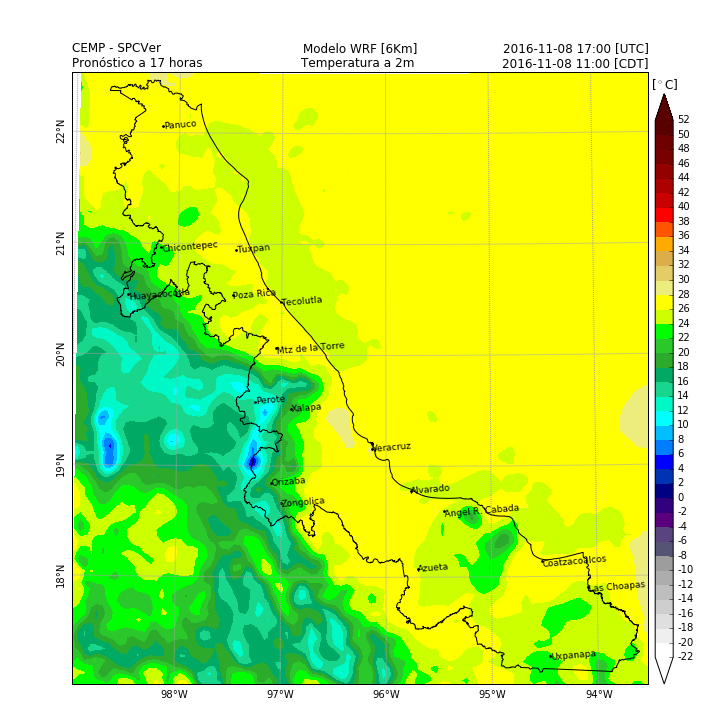 CEMP - SPCVer Modelo WRF [6Km] 2016-11-08 17:00 [UTC]
Pronóstico a 17 horas Temperatura a 2m 2016-11-08 11:00 [CDT]
[°C]
52
50
48
46
44
42
40
38
36
34
32
30
28
26
24
22
20
18
16
14
12
10
8
6
4
2
0
-2
-4
-6
-8
-10
-12
-14
-16
-18
-20
-22
22°N
21°N
20°N
19°N
18°N
Panuco
Chicontepec
Tuxpan
Huayacocotla
Poza Rica
Tecolutla
Mtz de la Torre
Perote
Xalapa
Veracruz
Orizaba
Alvarado
Zongolica
Angel R. Cabada
Azueta
Coatzacoalcos
Las Choapas
Uxpanapa
98°W 97°W 96°W 95°W 94°W